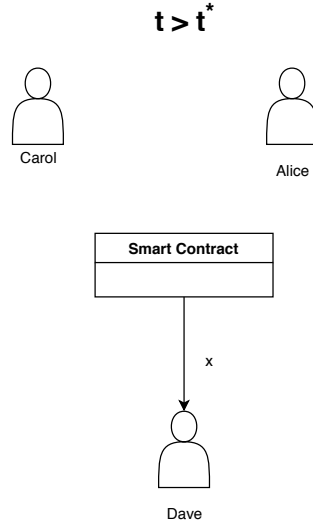 t > t*
Carol
Alice
Smart Contract
x
Dave